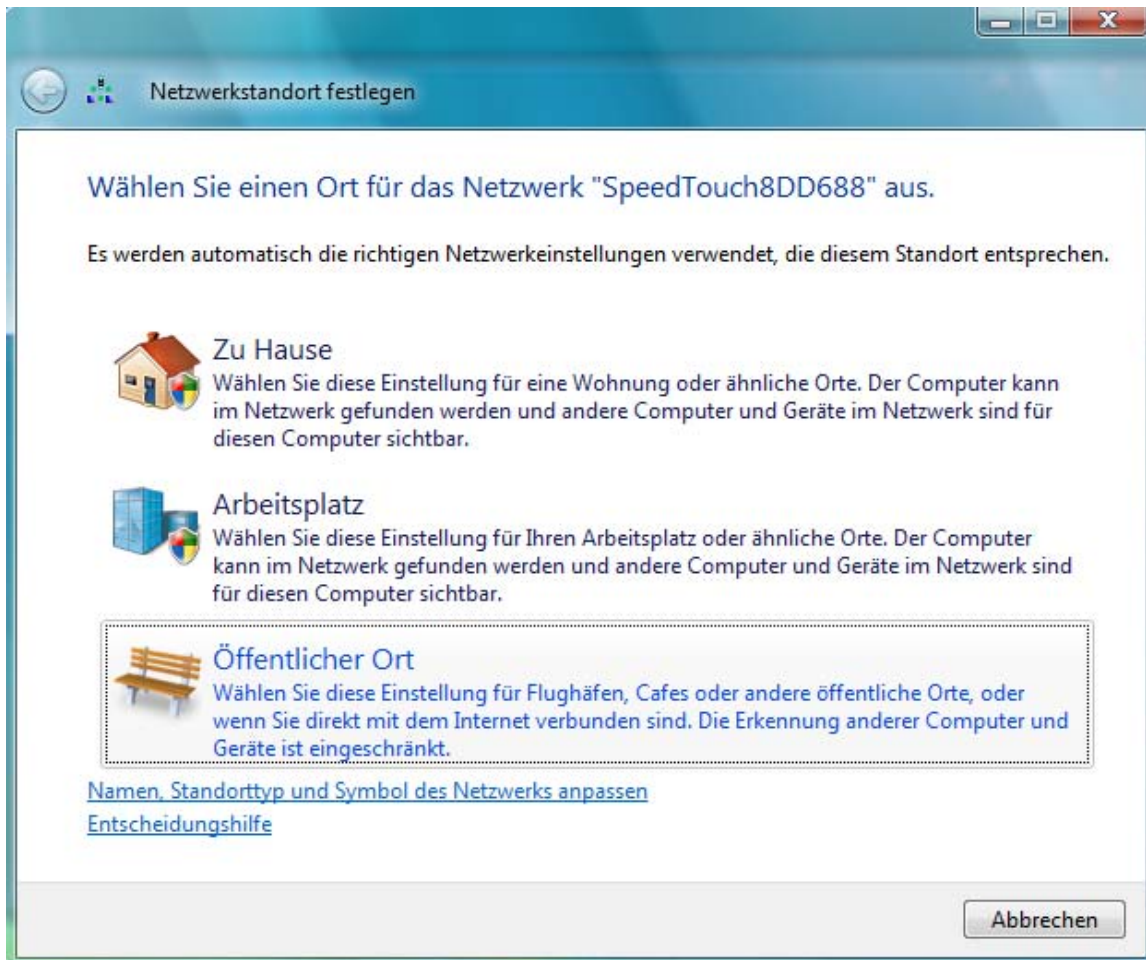 Netzwerkstandort festlegen
Wählen Sie einen Ort für das Netzwerk "SpeedTouch8DD688" aus.
Es werden automatisch die richtigen Netzwerkeinstellungen verwendet, die diesem Standort entsprechen.
Zu Hause
Wählen Sie diese Einstellung für eine Wohnung oder ähnliche Orte. Der Computer kann
im Netzwerk gefunden werden und andere Computer und Geräte im Netzwerk sind für
diesen Computer sichtbar.
Arbeitsplatz
Wählen Sie diese Einstellung für Ihren Arbeitsplatz oder ähnliche Orte. Der Computer
kann im Netzwerk gefunden werden und andere Computer und Geräte im Netzwerk sind
für diesen Computer sichtbar.
Öffentlicher Ort
Wählen Sie diese Einstellung für Flughäfen, Cafes oder andere öffentliche Orte, oder
wenn Sie direkt mit dem Internet verbunden sind. Die Erkennung anderer Computer und
Geräte ist eingeschränkt.
Namen, Standorttyp und Symbol des Netzwerks anpassen
Entscheidungshilfe
Abbrechen